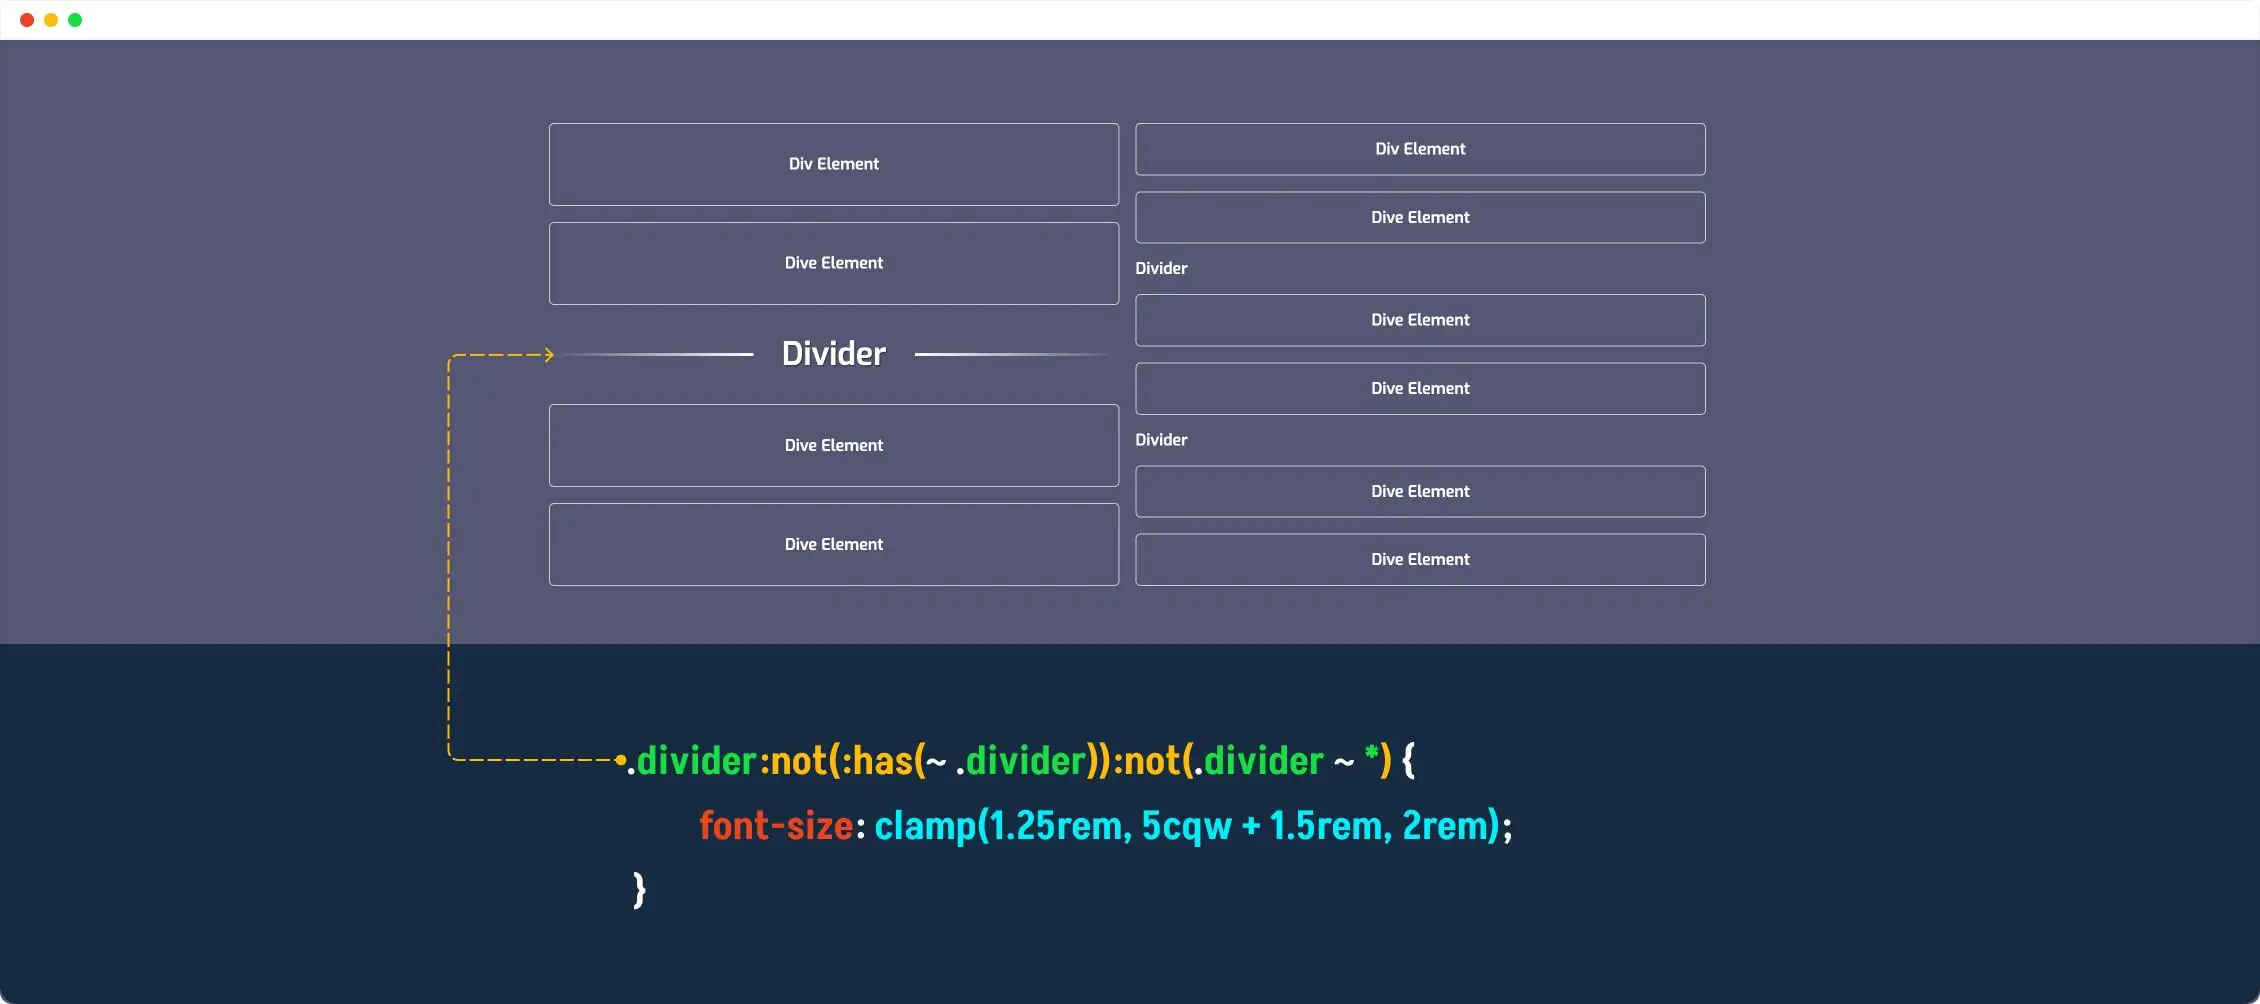 Div Element
Dive Element
Divider
Dive Element
Dive Element
Div Element
Dive Element
Divider
Dive Element
Dive Element
Divider
Dive Element
Dive Element
.divider:not(:has(~ .divider)):not(.divider ~ *) {
font-size: clamp(1.25rem, 5cqw + 1.5rem, 2rem);
}